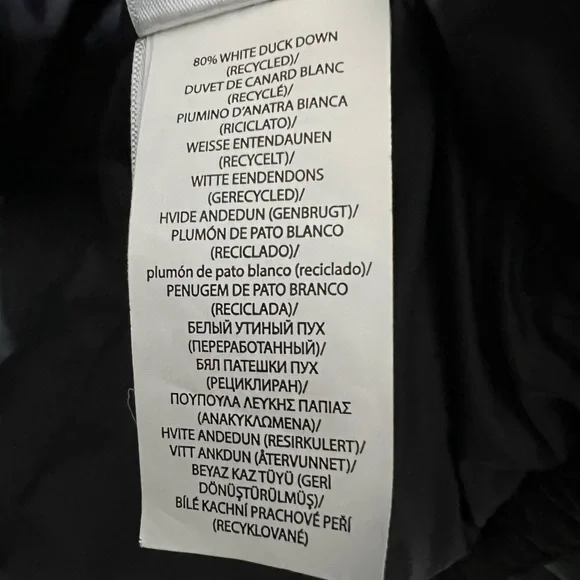 80% WHITE DUCK DOWN
(RECYCLED)/
DUVET DE CANARD BLANC
(RECYCLÉ)/
PIUMINO D'ANATRA BIANCA
(RICICLATO)/
WEISSE ENTENDAUNEN
(RECYCELT)/
WITTE EENDENDONS
(GERECYCLED)/
HVIDE ANDEDUN (GENBRUGT)/
PLUMÓN DE PATO BLANCO
(RECICLADO)/
plumón de pato blanco (reciclado)/
PENUGEM DE PATO BRANCO
(RECICLADA)/
БЕЛЫЙ УТИНЫЙ ПУХ
(ПЕРЕРАБОТАННЫЙ)/
БЯЛ ПАТЕШКИ ПУХ
(РЕЦИКЛИРАН)/
ΠΟΥΠΟΥΛΑ ΛΕΥΚΗΣ ΠΑΠΙΑΣ
(ΑΝΑΚΥΚΛΩΜΕΝΑ)/
HVITE ANDEDUN (RESIRKULERT)/
VITT ANKDUN (ÅTERVUNNET)/
BEYAZ KAZ TÜYÜ (GERİ
DÖNÜŞTÜRÜLMÜŞ)/
BÍLÉ KACHNÍ PRACHOVÉ PEŘÍ
(RECYKLOVANÉ)